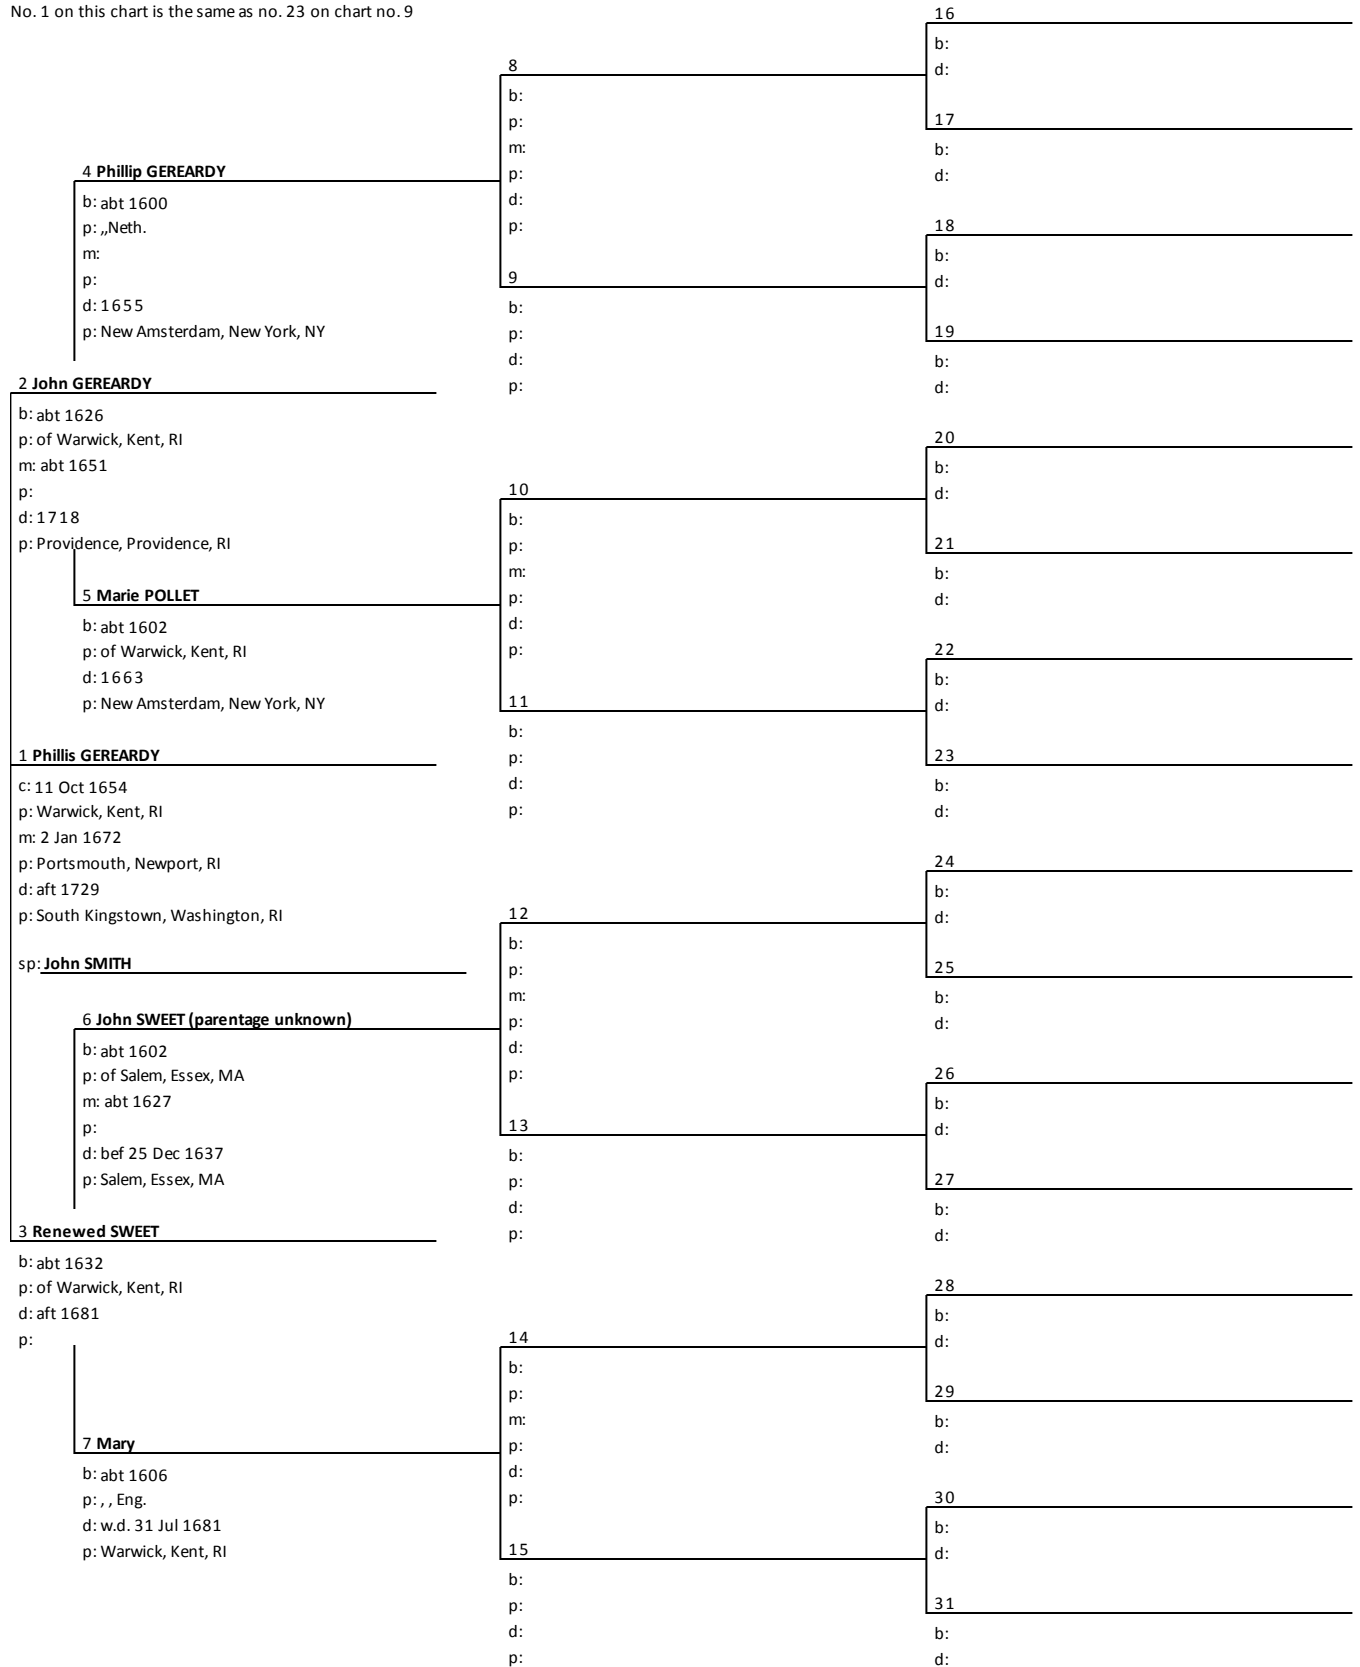 No. 1 on this chart is the same as no. 23 on chart no. 9
16
b:
d:
8
b:
p:
m:
p:
d:
p:
17
b:
d:
4 Phillip GEREARDY
b: abt 1600
p: ,,Neth.
m:
p:
d: 1655
p: New Amsterdam, New York, NY
18
b:
d:
9
b:
p:
d:
p:
19
b:
d:
2 John GEREARDY
b: abt 1626
p: of Warwick, Kent, RI
m: abt 1651
p:
d: 1718
p: Providence, Providence, RI
20
b:
d:
10
b:
p:
m:
p:
d:
p:
21
b:
d:
5 Marie POLLET
b: abt 1602
p: of Warwick, Kent, RI
d: 1663
p: New Amsterdam, New York, NY
22
b:
d:
11
b:
p:
d:
p:
23
b:
d:
1 Phillis GEREARDY
c: 11 Oct 1654
p: Warwick, Kent, RI
m: 2 Jan 1672
p: Portsmouth, Newport, RI
d: aft 1729
p: South Kingstown, Washington, RI
sp: John SMITH
24
b:
d:
12
b:
p:
m:
p:
d:
p:
25
b:
d:
6 John SWEET (parentage unknown)
b: abt 1602
p: of Salem, Essex, MA
m: abt 1627
p:
d: bef 25 Dec 1637
p: Salem, Essex, MA
26
b:
d:
13
b:
p:
d:
p:
27
b:
d:
3 Renewed SWEET
b: abt 1632
p: of Warwick, Kent, RI
d: aft 1681
p:
28
b:
d:
14
b:
p:
m:
p:
d:
p:
29
b:
d:
7 Mary
b: abt 1606
p: , , Eng.
d: w.d. 31 Jul 1681
p: Warwick, Kent, RI
30
b:
d:
15
b:
p:
d:
p:
31
b:
d: